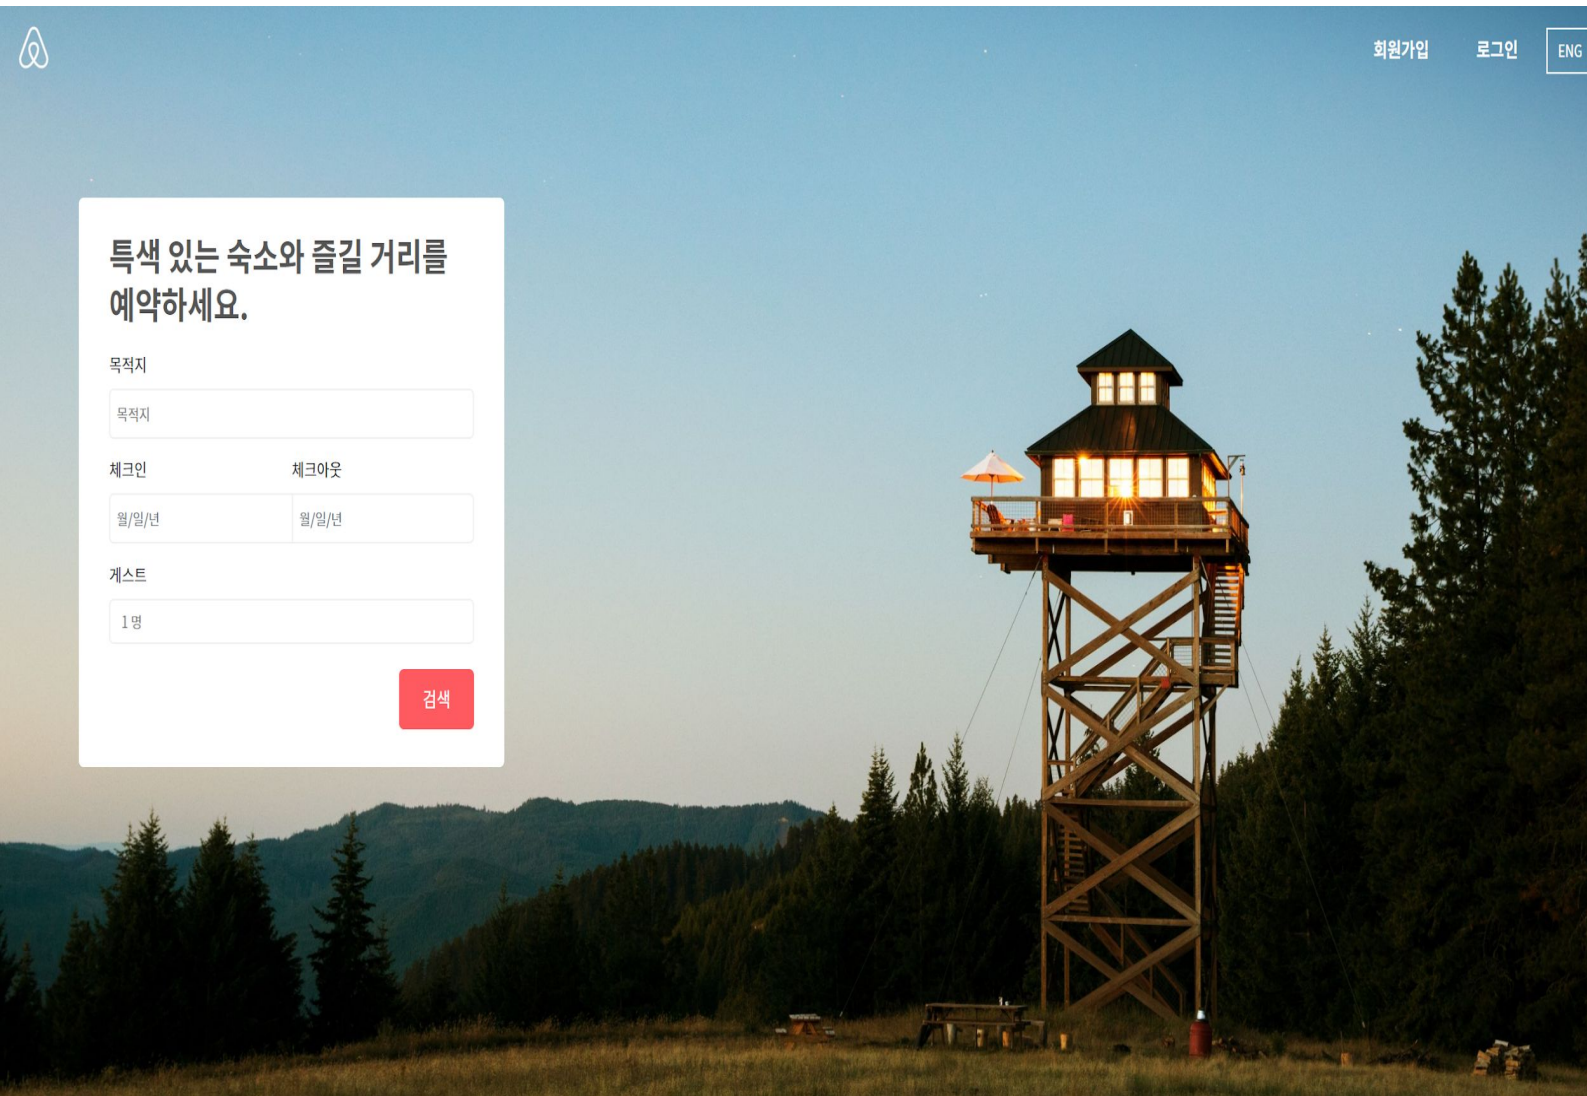 회원가입 로그인 ENG
특색 있는 숙소와 즐길 거리를
예약하세요.
목적지
목적지
체크인 체크아웃
월/일/년 월/일/년
게스트
1 명
검색